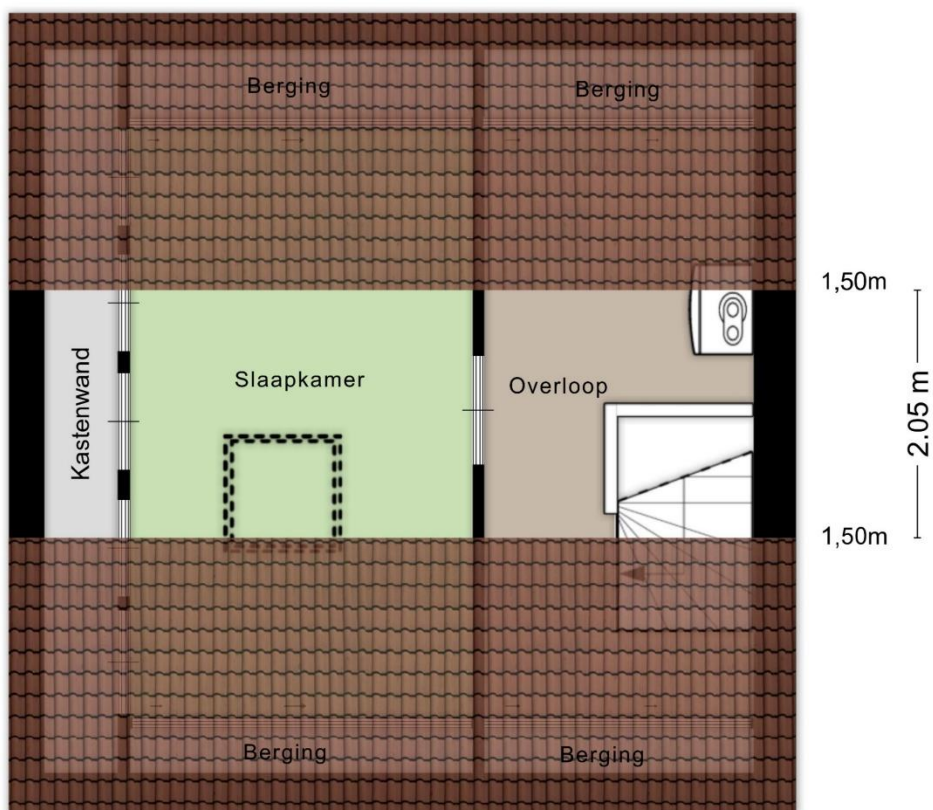 Berging
Berging
1,50m
Kastenwand
Slaapkamer
Overloop
2.05 m
1,50m
Berging
Berging